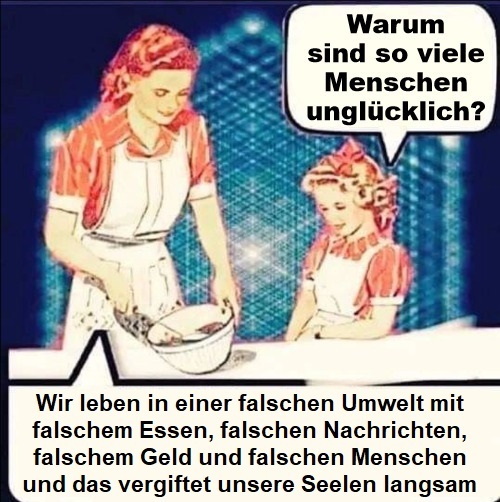 Warum
sind so viele
Menschen
unglücklich?
Wir leben in einer falschen Umwelt mit
falschem Essen, falschen Nachrichten,
falschem Geld und falschen Menschen
und das vergiftet unsere Seelen langsam